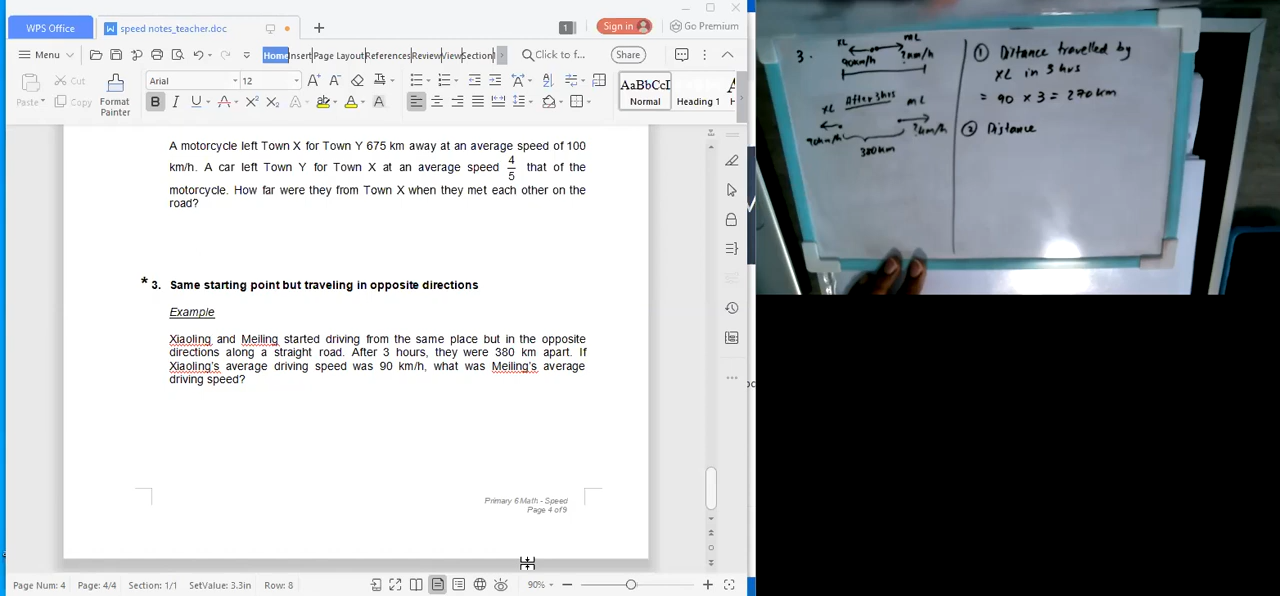 WPS Office
speed notes_teacher.doc
1
Sign in
Go Premium
Menu
Home
Insert
Page Layout
References
Review
View
Section
Click to f...
Share
Paste
Cut
Copy
Format
Painter
Arial
12
AaBbCcI
Normal
Heading 1
A motorcycle left Town X for Town Y 675 km away at an average speed of 100
km/h. A car left Town Y for Town X at an average speed 4/5 that of the
motorcycle. How far were they from Town X when they met each other on the
road?
* 3. Same starting point but traveling in opposite directions
Example
Xiaoling and Meiling started driving from the same place but in the opposite
directions along a straight road. After 3 hours, they were 380 km apart. If
Xiaoling's average driving speed was 90 km/h, what was Meiling's average
driving speed?
Primary 6 Math - Speed
Page 4 of 9
Page Num: 4
Page: 4/4
Section: 1/1
SetValue: 3.3in
Row: 8
90%
3.
XL
ML
90km/h
? km/h
After 3 hrs
XL
ML
90km/h
? km/h
380km
① Distance travelled by
XL in 3 hrs
= 90 × 3 = 270 km
② Distance